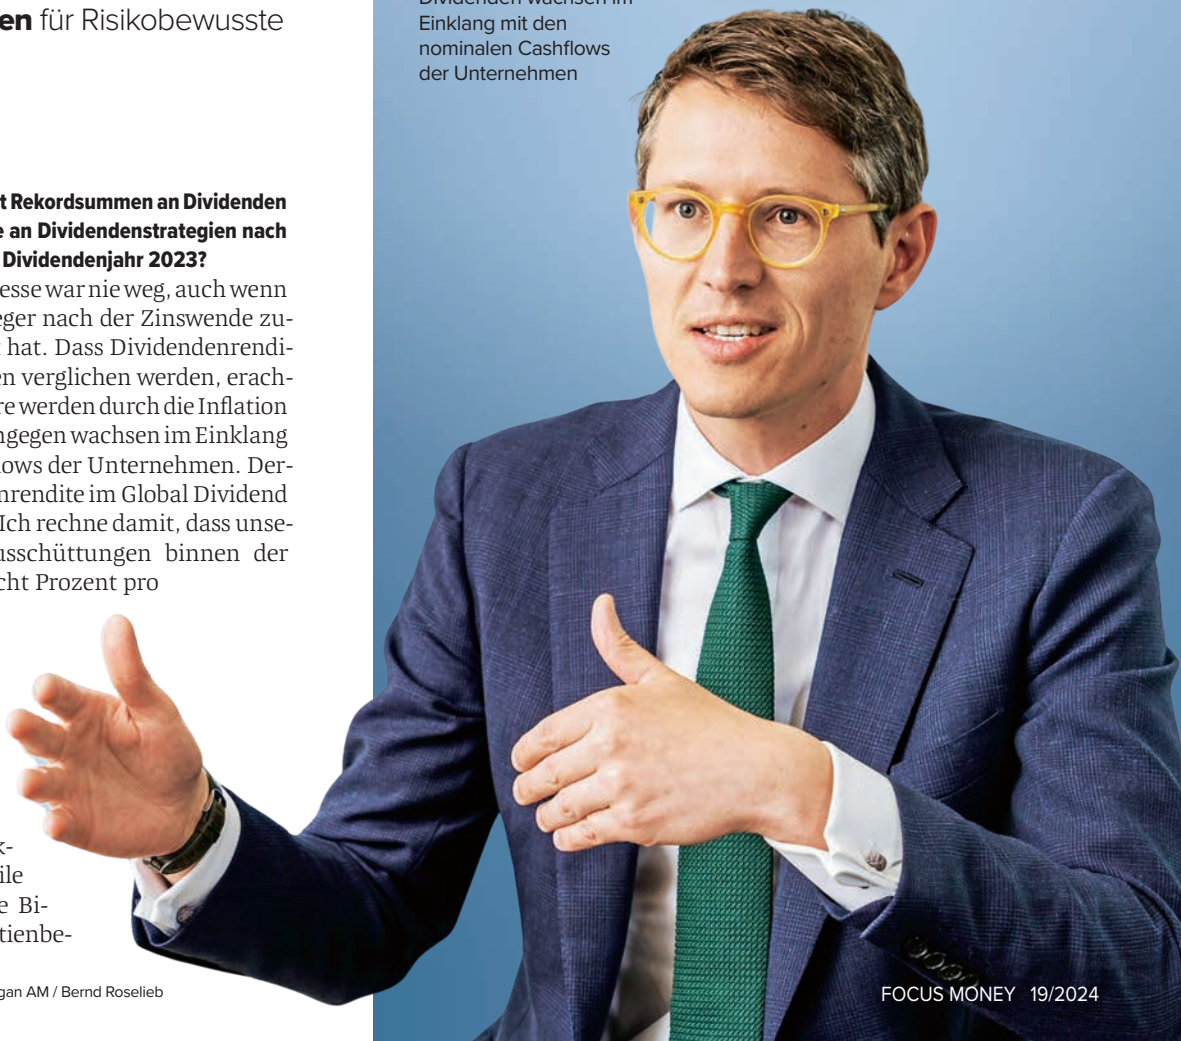 en für Risikobewusste
Einklang mit den
nominalen Cashflows
der Unternehmen
t Rekordsummen an Dividenden
e an Dividendenstrategien nach
Dividendenjahr 2023?
esse war nie weg, auch wenn
eger nach der Zinswende zu-
hat. Dass Dividendenrendi-
en verglichen werden, erach-
re werden durch die Inflation
ngegen wachsen im Einklang
lows der Unternehmen. Der-
nrendite im Global Dividend
Ich rechne damit, dass unse-
usschüttungen binnen der
cht Prozent pro
k-
ile
e Bi-
tienbe-
gan AM / Bernd Roselieb
FOCUS MONEY 19/2024